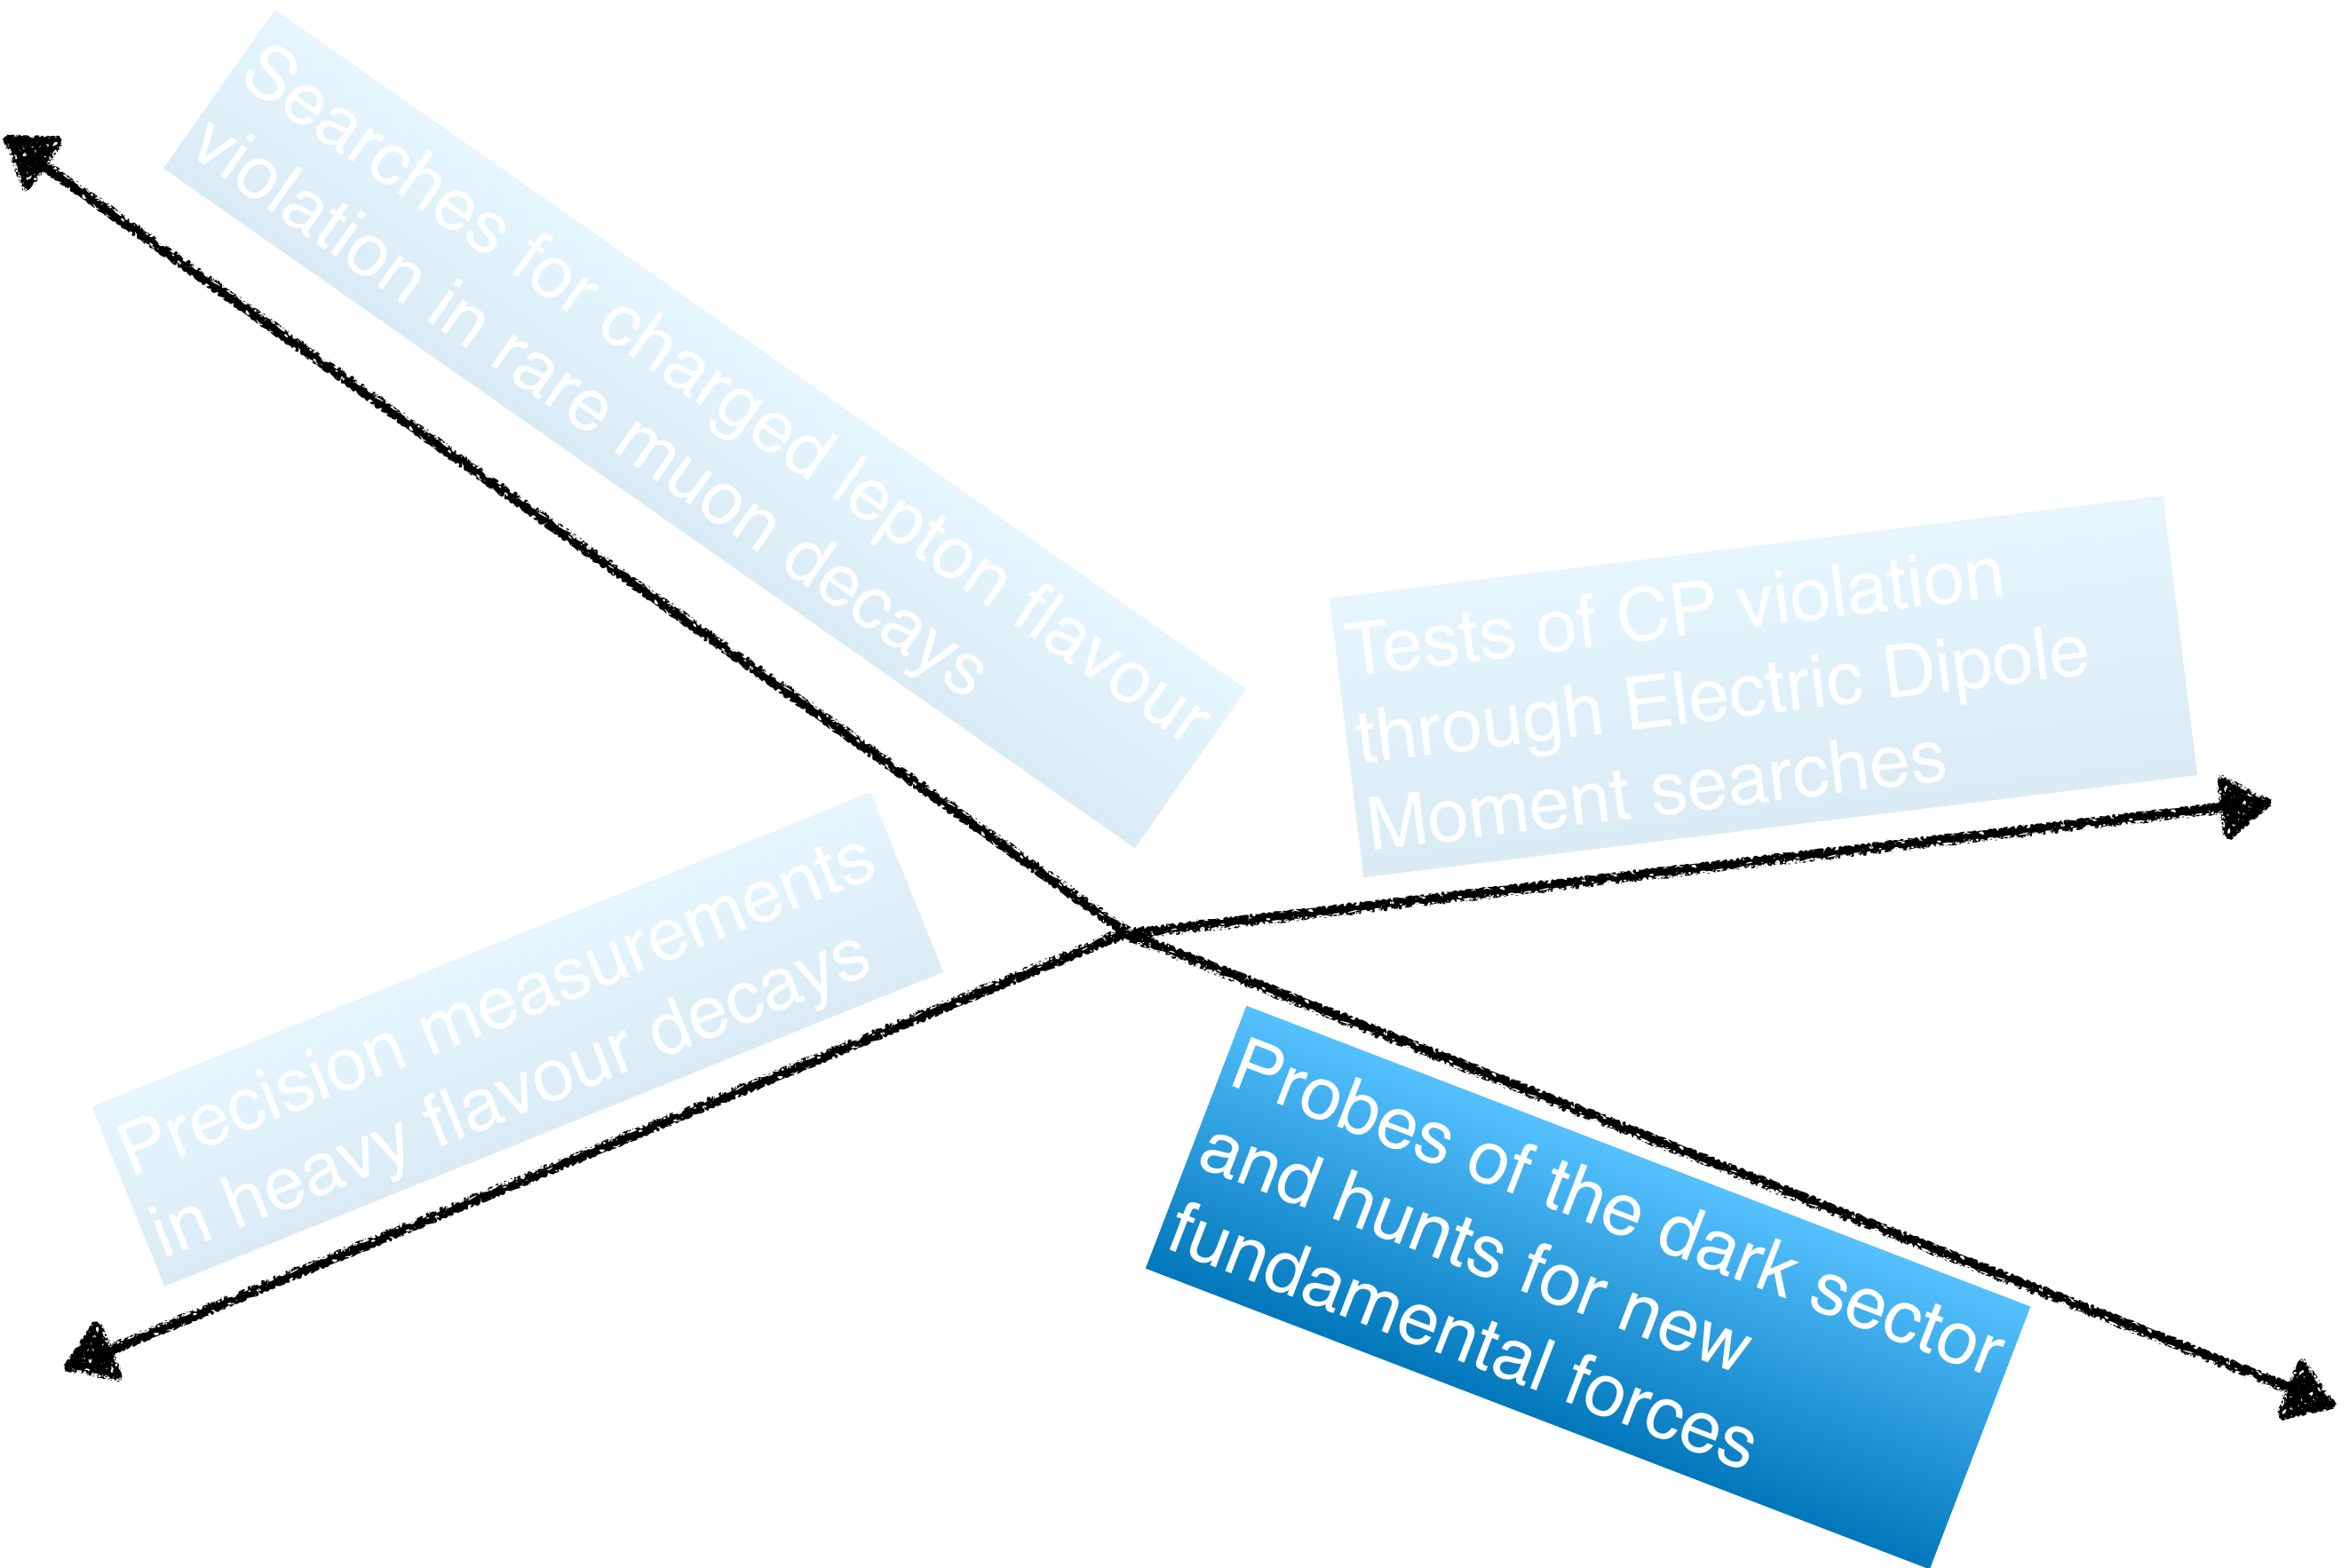 Searches for charged lepton flavour
violation in rare muon decays
Tests of CP violation
through Electric Dipole
Moment searches
Precision measurements
in heavy flavour decays
Probes of the dark sector
and hunts for new
fundamental forces